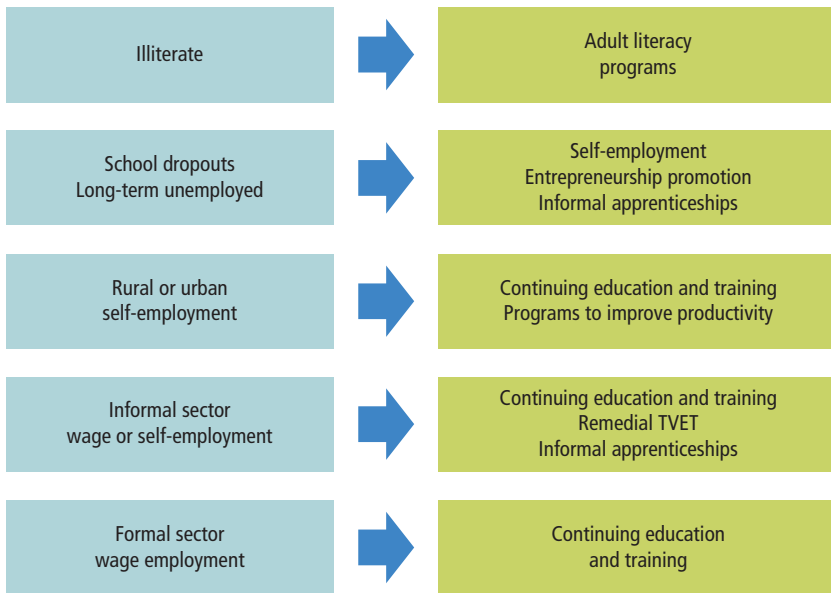 Illiterate
Adult literacy
programs
School dropouts
Long-term unemployed
Self-employment
Entrepreneurship promotion
Informal apprenticeships
Rural or urban
self-employment
Continuing education and training
Programs to improve productivity
Informal sector
wage or self-employment
Continuing education and training
Remedial TVET
Informal apprenticeships
Formal sector
wage employment
Continuing education
and training